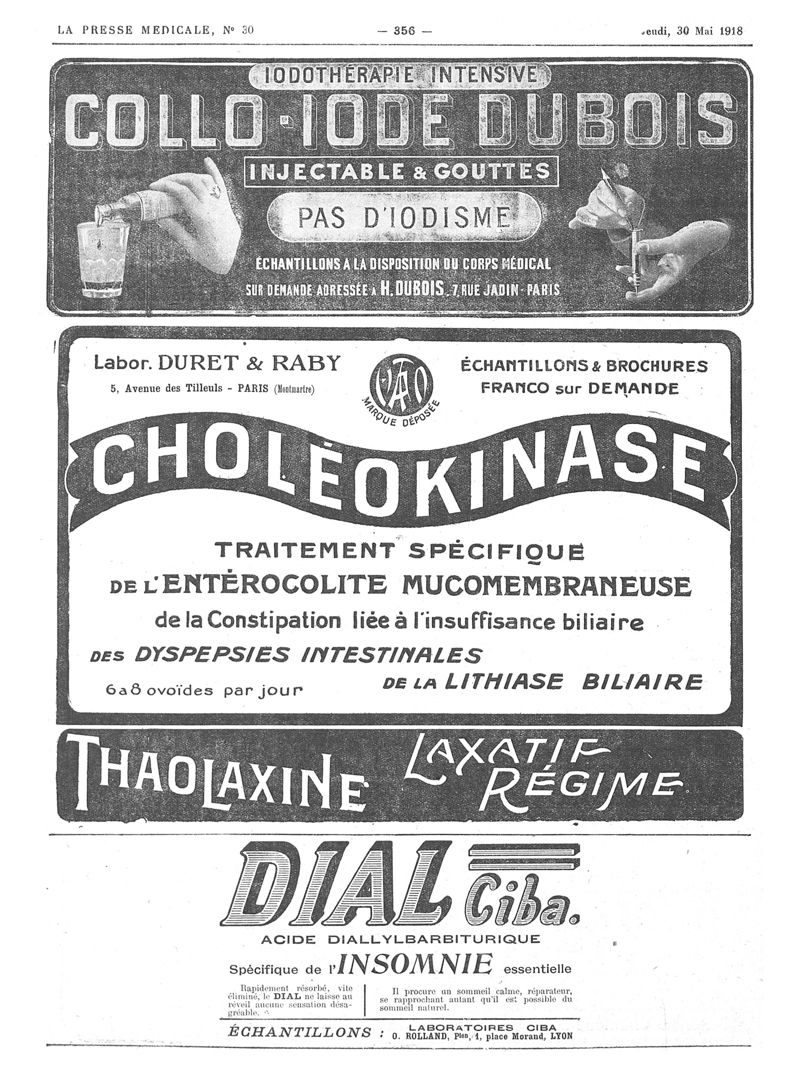 LA PRESSE MEDICALE, N° 30 — 356 — Jeudi, 30 Mai 1918
IODOTHÉRAPIE INTENSIVE
COLLO-IODE DUBOIS
INJECTABLE & GOUTTES
PAS D'IODISME
ÉCHANTILLONS A LA DISPOSITION DU CORPS MÉDICAL
SUR DEMANDE ADRESSÉE A H. DUBOIS _ 7, RUE JADIN - PARIS
Labor. DURET & RABY
5, Avenue des Tilleuls - PARIS (Montmartre)
MARQUE DÉPOSÉE
ÉCHANTILLONS & BROCHURES
FRANCO sur DEMANDE
CHOLÉOKINASE
TRAITEMENT SPÉCIFIQUE
DE L'ENTÉROCOLITE MUCOMEMBRANEUSE
de la Constipation liée à l'insuffisance biliaire
DES DYSPEPSIES INTESTINALES
DE LA LITHIASE BILIAIRE
6 a 8 ovoïdes par jour
THAOLAXINE
LAXATIF
RÉGIME
DIAL
Ciba.
ACIDE DIALLYLBARBITURIQUE
Spécifique de l'INSOMNIE essentielle
Rapidement résorbé, vite
éliminé, le DIAL ne laisse au
réveil aucune sensation désa-
gréable.
Il procure un sommeil calme, réparateur,
se rapprochant autant qu'il est possible du
sommeil naturel.
ÉCHANTILLONS :
LABORATOIRES CIBA
O. ROLLAND, Phen, 1, place Morand, LYON